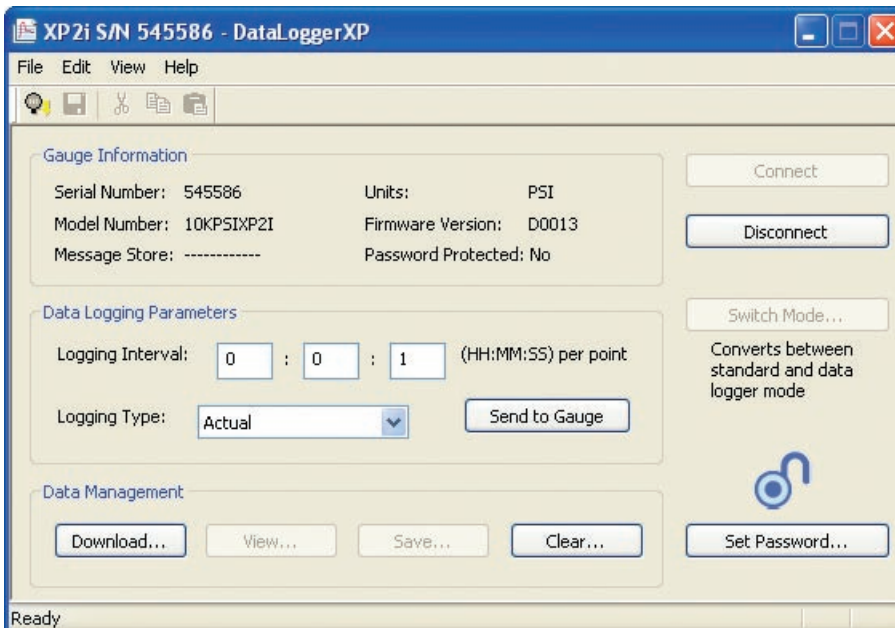 XP2i S/N 545586 - DataLoggerXP
File Edit View Help
Gauge Information
Serial Number: 545586 Units: PSI
Model Number: 10KPSIXP2I Firmware Version: D0013
Message Store: ------------ Password Protected: No
Connect
Disconnect
Data Logging Parameters
Logging Interval: 0 : 0 : 1 (HH:MM:SS) per point
Logging Type: Actual Send to Gauge
Switch Mode...
Converts between
standard and data
logger mode
Data Management
Download... View... Save... Clear...
Set Password...
Ready